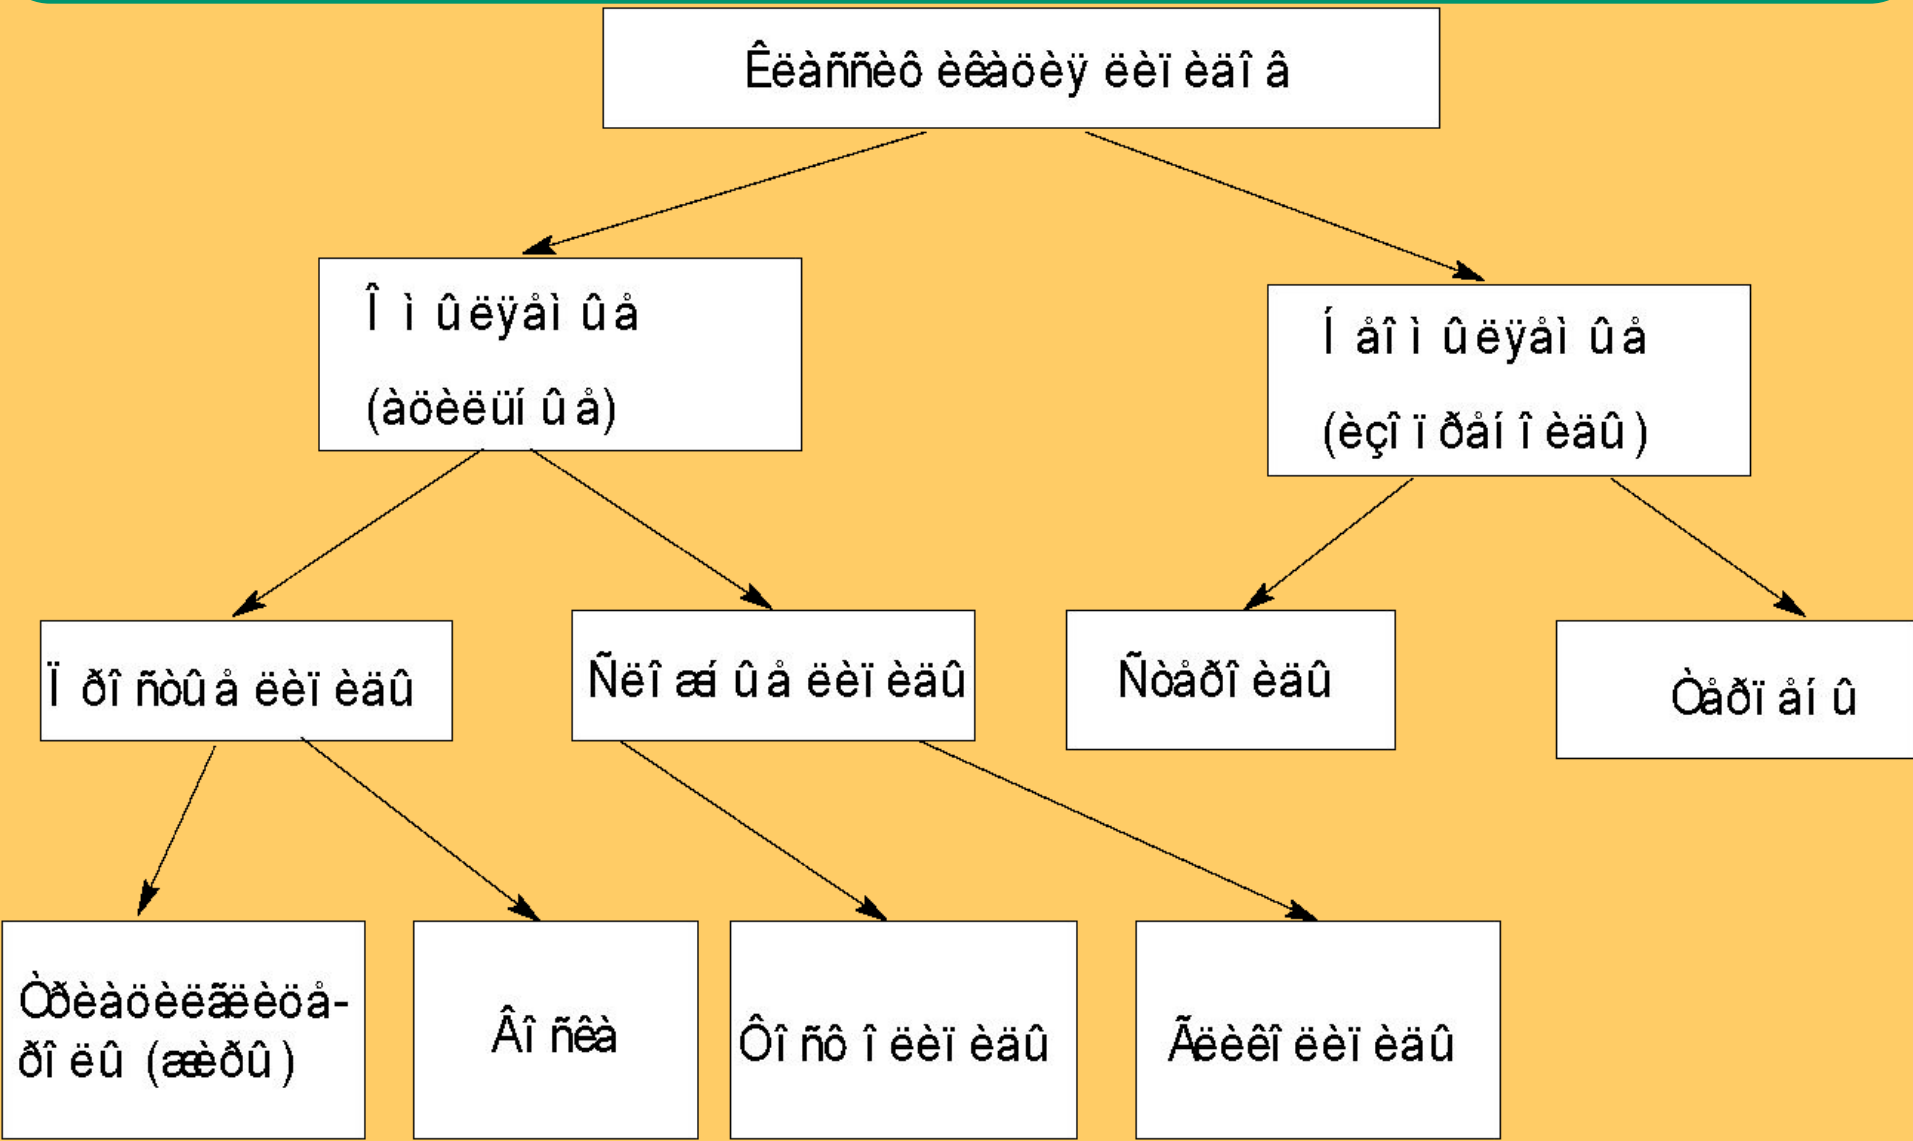 Êëàññèô èêàöèÿ ëèï èäî â
Î ì û ëÿåì û å
(àöèëüí û å)
Í åî ì û ëÿåì û å
(èçî ï ðåí î èäû )
Ï ðî ñòû å ëèï èäû
Ñëî æí û å ëèï èäû
Ñòåðî èäû
Òåðï åí û
Òðèàöèëãëèöå-
ðî ëû (æèðû )
Âî ñêà
Ôî ñô î ëèï èäû
Ãëèêî ëèï èäû